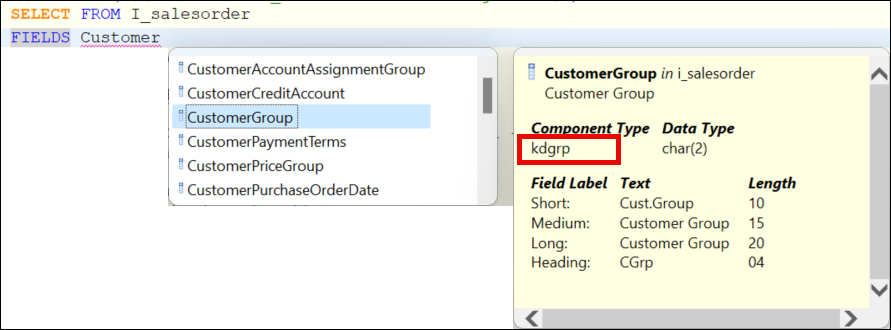 SELECT FROM I_salesorder
FIELDS Customer
CustomerAccountAssignmentGroup
CustomerCreditAccount
CustomerGroup
CustomerPaymentTerms
CustomerPriceGroup
CustomerPurchaseOrderDate
CustomerGroup in i_salesorder
Customer Group
Component Type Data Type
kdgrp char(2)
Field Label Text Length
Short: Cust.Group 10
Medium: Customer Group 15
Long: Customer Group 20
Heading: CGrp 04